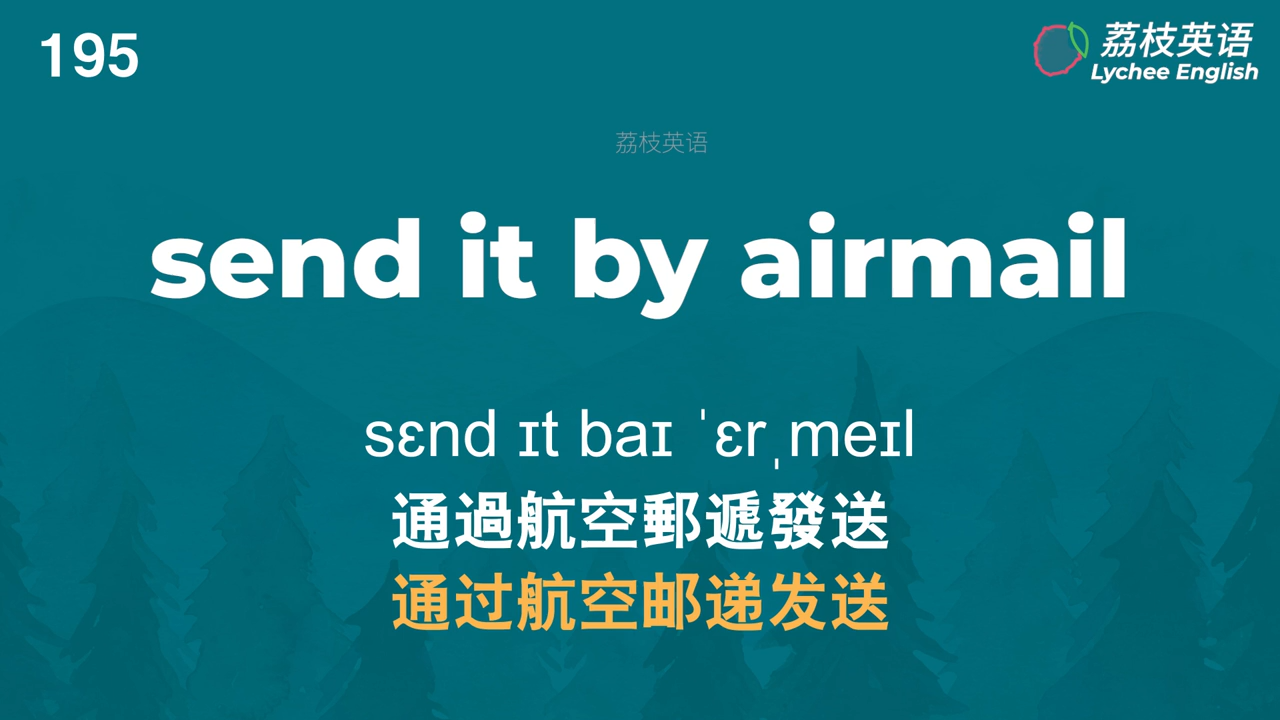 195
荔枝英语
Lychee English
荔枝英语
send it by airmail
sɛnd ɪt baɪ ˈɛrˌmeɪl
通過航空郵遞發送
通过航空邮递发送